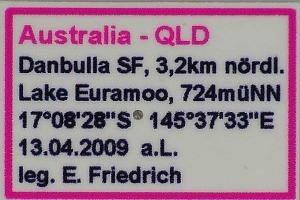 Australia - QLD
Danbulla SF, 3,2km nördl.
Lake Euramoo, 724müNN
17°08'28"S 145°37'33"E
13.04.2009 a.L.
leg. E. Friedrich